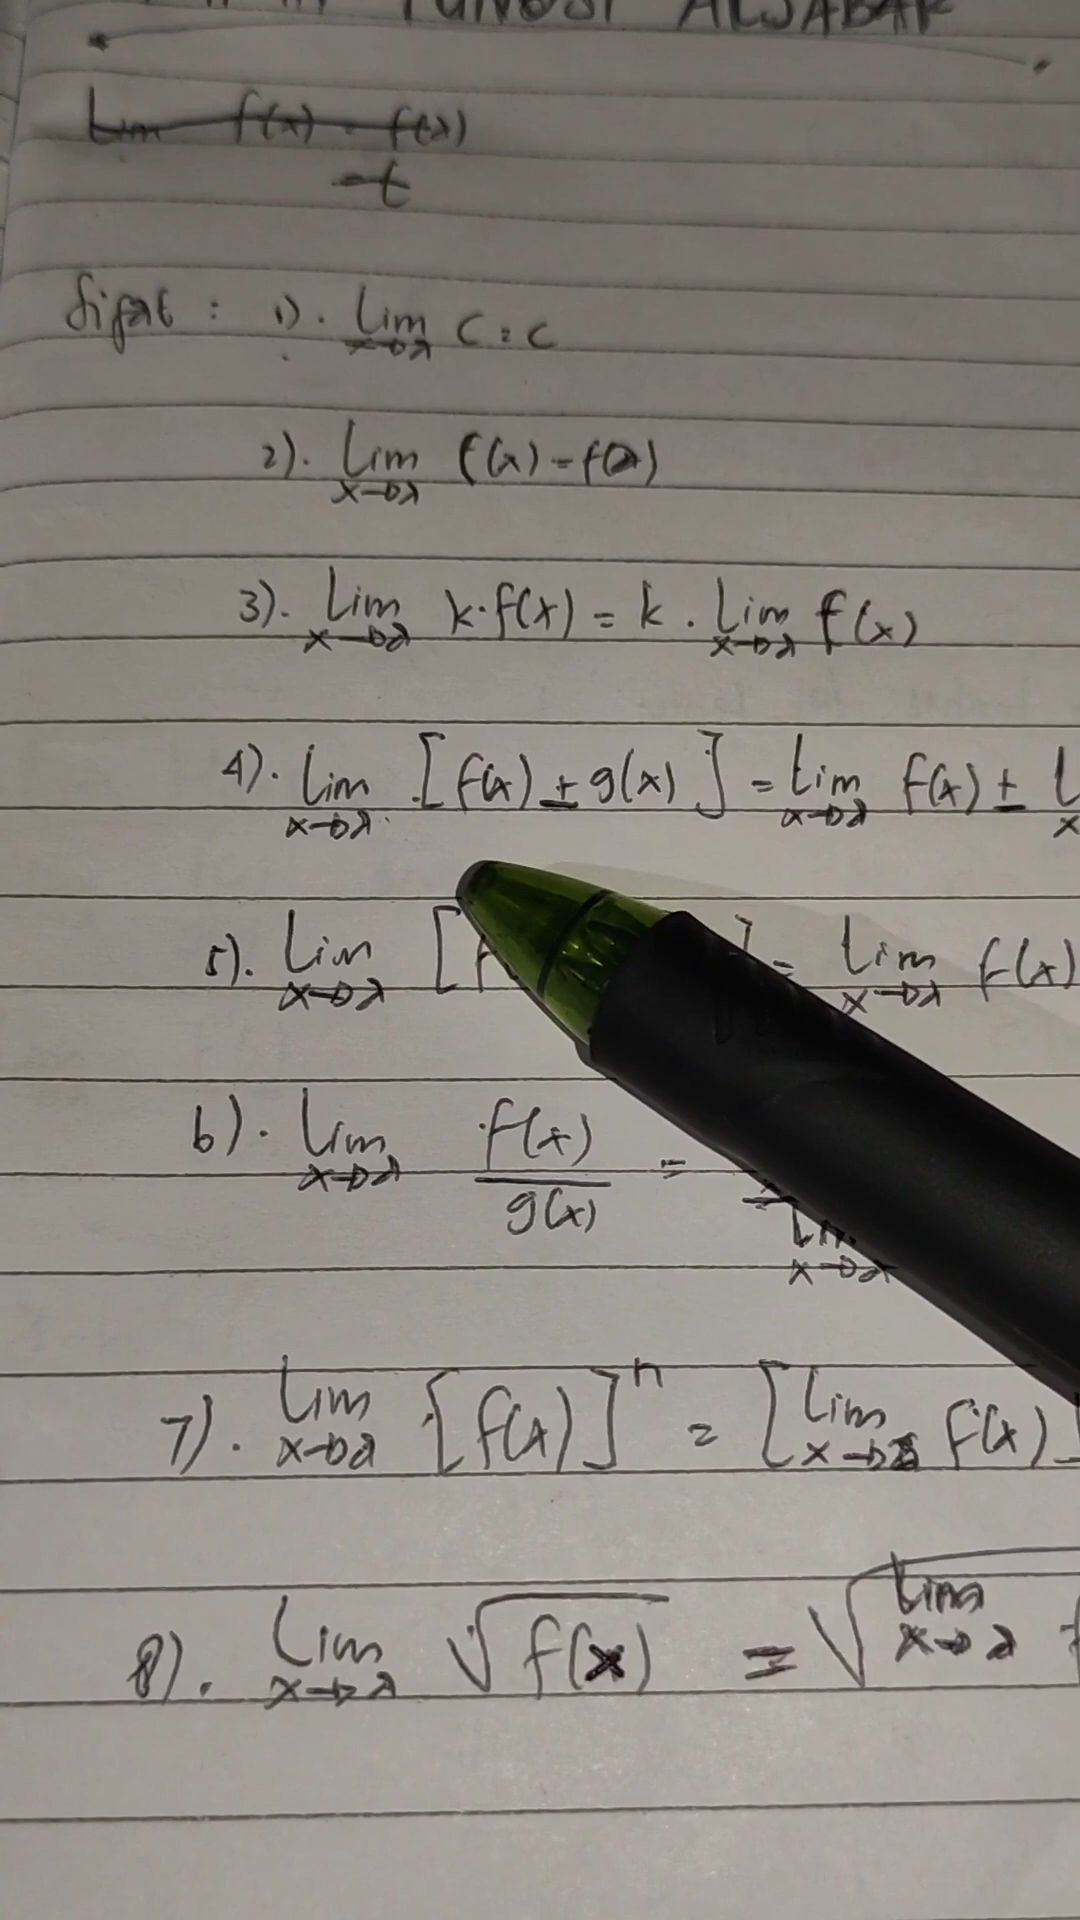 FUNGSI ALJABAR
Lim f(x) = f(a)
Sifat : 1). Lim x→a C = C
2). Lim x→a f(x) = f(a)
3). Lim x→a k·f(x) = k . Lim x→a f(x)
4). Lim x→a [f(x) ± g(x)] = Lim x→a f(x) ± L x
5). Lim x→a [f ] = Lim x→a f(x)
6). Lim x→a f(x)/g(x) = Lim x→a
7). Lim x→a [f(x)]ⁿ = [Lim x→a f(x)]
8). Lim x→a √f(x) = √Lim x→a f